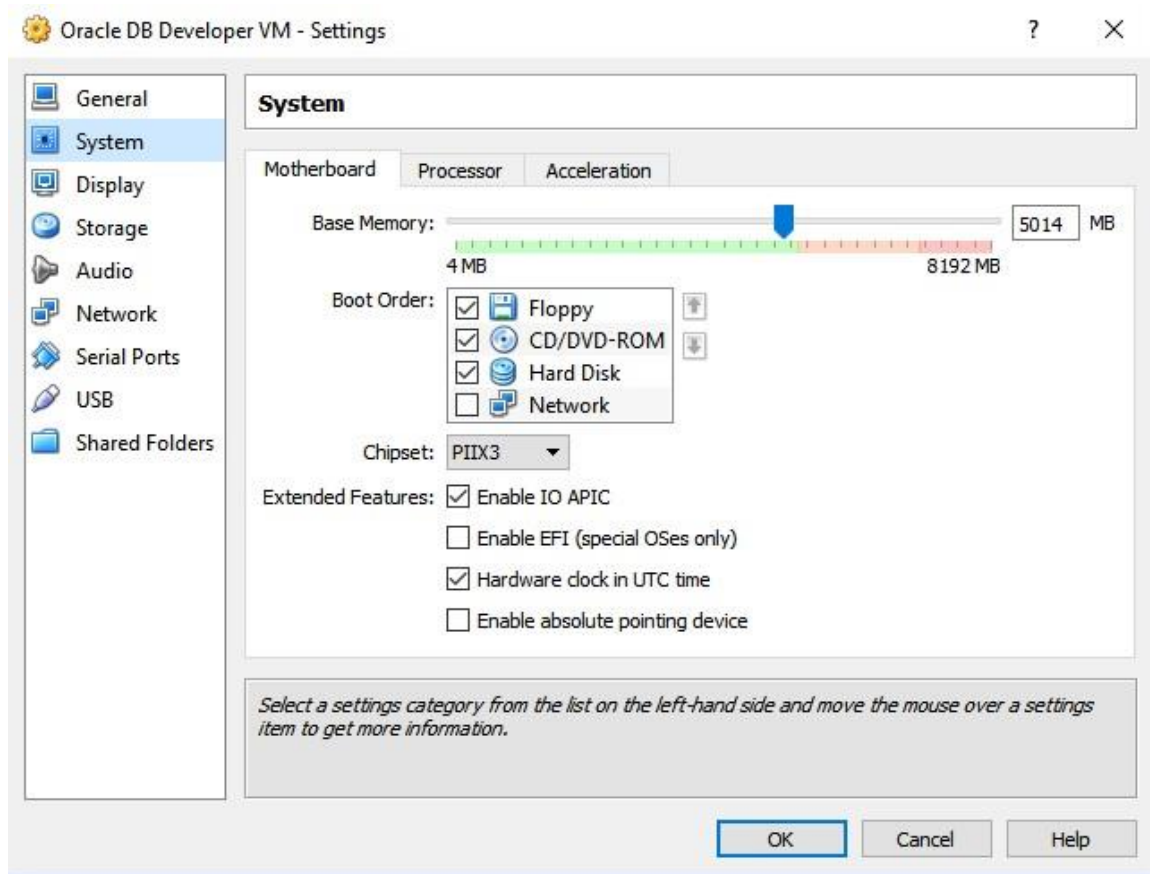 Oracle DB Developer VM - Settings
?
General
System
Display
Storage
Audio
Network
Serial Ports
USB
Shared Folders
System
Motherboard
Processor
Acceleration
Base Memory:
5014 MB
4 MB
8192 MB
Boot Order:
Floppy
CD/DVD-ROM
Hard Disk
Network
Chipset:
PIIX3
Extended Features:
Enable IO APIC
Enable EFI (special OSes only)
Hardware clock in UTC time
Enable absolute pointing device
Select a settings category from the list on the left-hand side and move the mouse over a settings
item to get more information.
OK
Cancel
Help